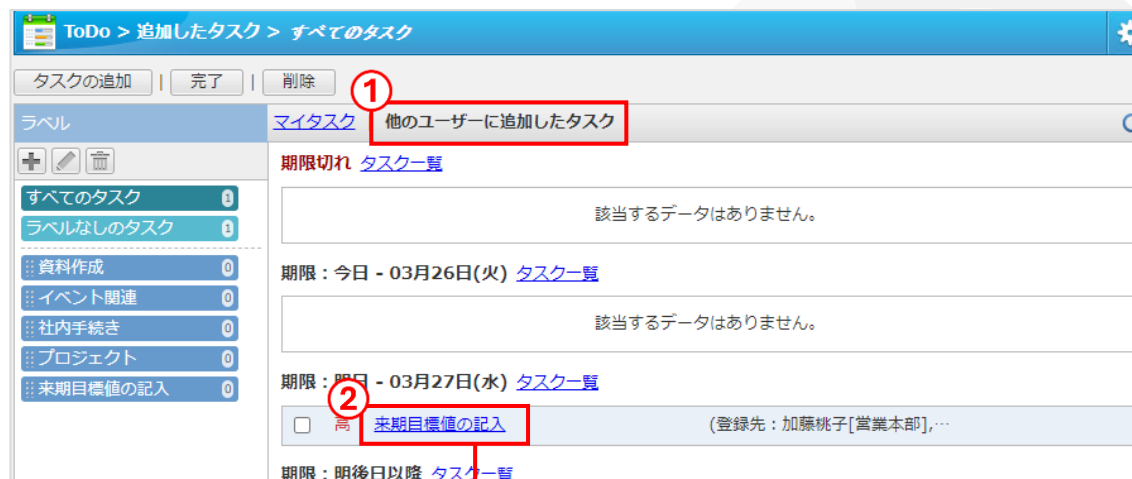 ToDo > 追加したタスク > すべてのタスク
タスクの追加 | 完了 | 削除
①
ラベル
マイタスク 他のユーザーに追加したタスク
期限切れ タスク一覧
すべてのタスク 1
該当するデータはありません。
ラベルなしのタスク 1
資料作成 0
期限：今日 - 03月26日(火) タスク一覧
イベント関連 0
社内手続き 0
該当するデータはありません。
プロジェクト 0
来期目標値の記入 0
期限：明日 - 03月27日(水) タスク一覧
②
高 来期目標値の記入 (登録先：加藤桃子[営業本部],…
期限：明後日以降 タスク一覧